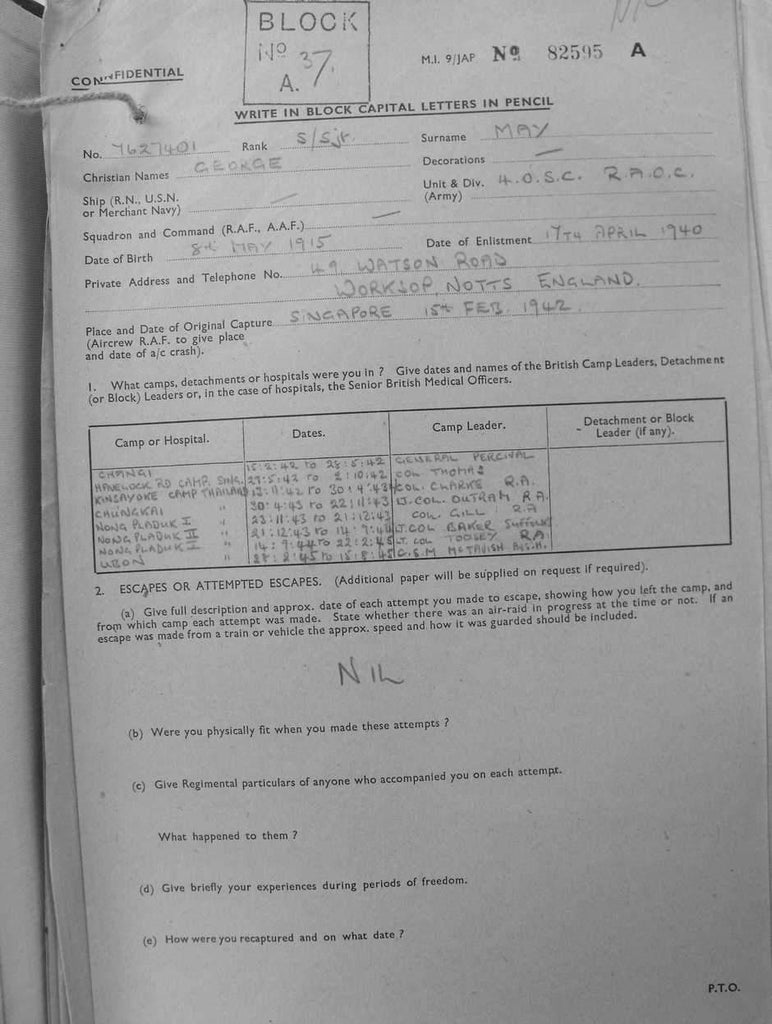 BLOCK
No 37
A.
M.I. 9/JAP No 82595 A
CONFIDENTIAL
WRITE IN BLOCK CAPITAL LETTERS IN PENCIL
No. 7627401 Rank S/Sjt. Surname MAY
Christian Names GEORGE Decorations —
Ship (R.N., U.S.N. or Merchant Navy) — Unit & Div. (Army) 4.O.S.C. R.A.O.C.
Squadron and Command (R.A.F., A.A.F.) —
Date of Birth 8th MAY 1915 Date of Enlistment 17TH APRIL 1940
Private Address and Telephone No. 49 WATSON ROAD
WORKSOP, NOTTS ENGLAND.
Place and Date of Original Capture SINGAPORE 15th FEB. 1942.
(Aircrew R.A.F. to give place
and date of a/c crash).
1. What camps, detachments or hospitals were you in ? Give dates and names of the British Camp Leaders, Detachment
(or Block) Leaders or, in the case of hospitals, the Senior British Medical Officers.
Camp or Hospital. Dates. Camp Leader. Detachment or Block Leader (if any).
CHANGI 15:2:42 to 28:5:42 GENERAL PERCIVAL
HAVELOCK RD CAMP. SING. to 2:10:42 COL THOMAS
KINSAYOKE CAMP THAILAND to 30:4:43 COL. CLARKE R.A.
CHUNGKAI " 30:4:43 to 22:11:43 LT. COL. OUTRAM R.A.
NONG PLADUK I " 23:11:43 to 21:12:43 COL. GILL R.A
NONG PLADUK II " 21:12:43 to 14:9:44 LT. COL BAKER Suffolk
NONG PLADUK I " 14:9:44 to 22:2:45 LT. COL TOOSEY R.A.
UBON " to 15:8:45 C.S.M McTAVISH
2. ESCAPES OR ATTEMPTED ESCAPES. (Additional paper will be supplied on request if required).
(a) Give full description and approx. date of each attempt you made to escape, showing how you left the camp, and
from which camp each attempt was made. State whether there was an air-raid in progress at the time or not. If an
escape was made from a train or vehicle the approx. speed and how it was guarded should be included.
NIL
(b) Were you physically fit when you made these attempts ?
(c) Give Regimental particulars of anyone who accompanied you on each attempt.
What happened to them ?
(d) Give briefly your experiences during periods of freedom.
(e) How were you recaptured and on what date ?
P.T.O.